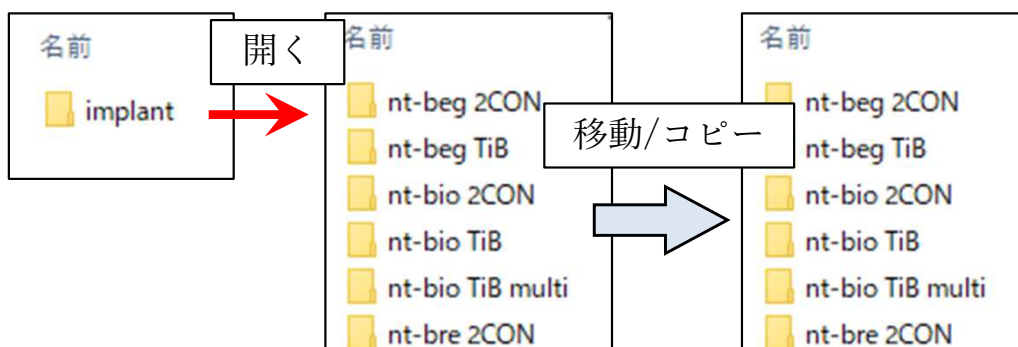 名前
implant
開く
名前
nt-beg 2CON
nt-beg TiB
nt-bio 2CON
nt-bio TiB
nt-bio TiB multi
nt-bre 2CON
移動/コピー
名前
nt-beg 2CON
nt-beg TiB
nt-bio 2CON
nt-bio TiB
nt-bio TiB multi
nt-bre 2CON